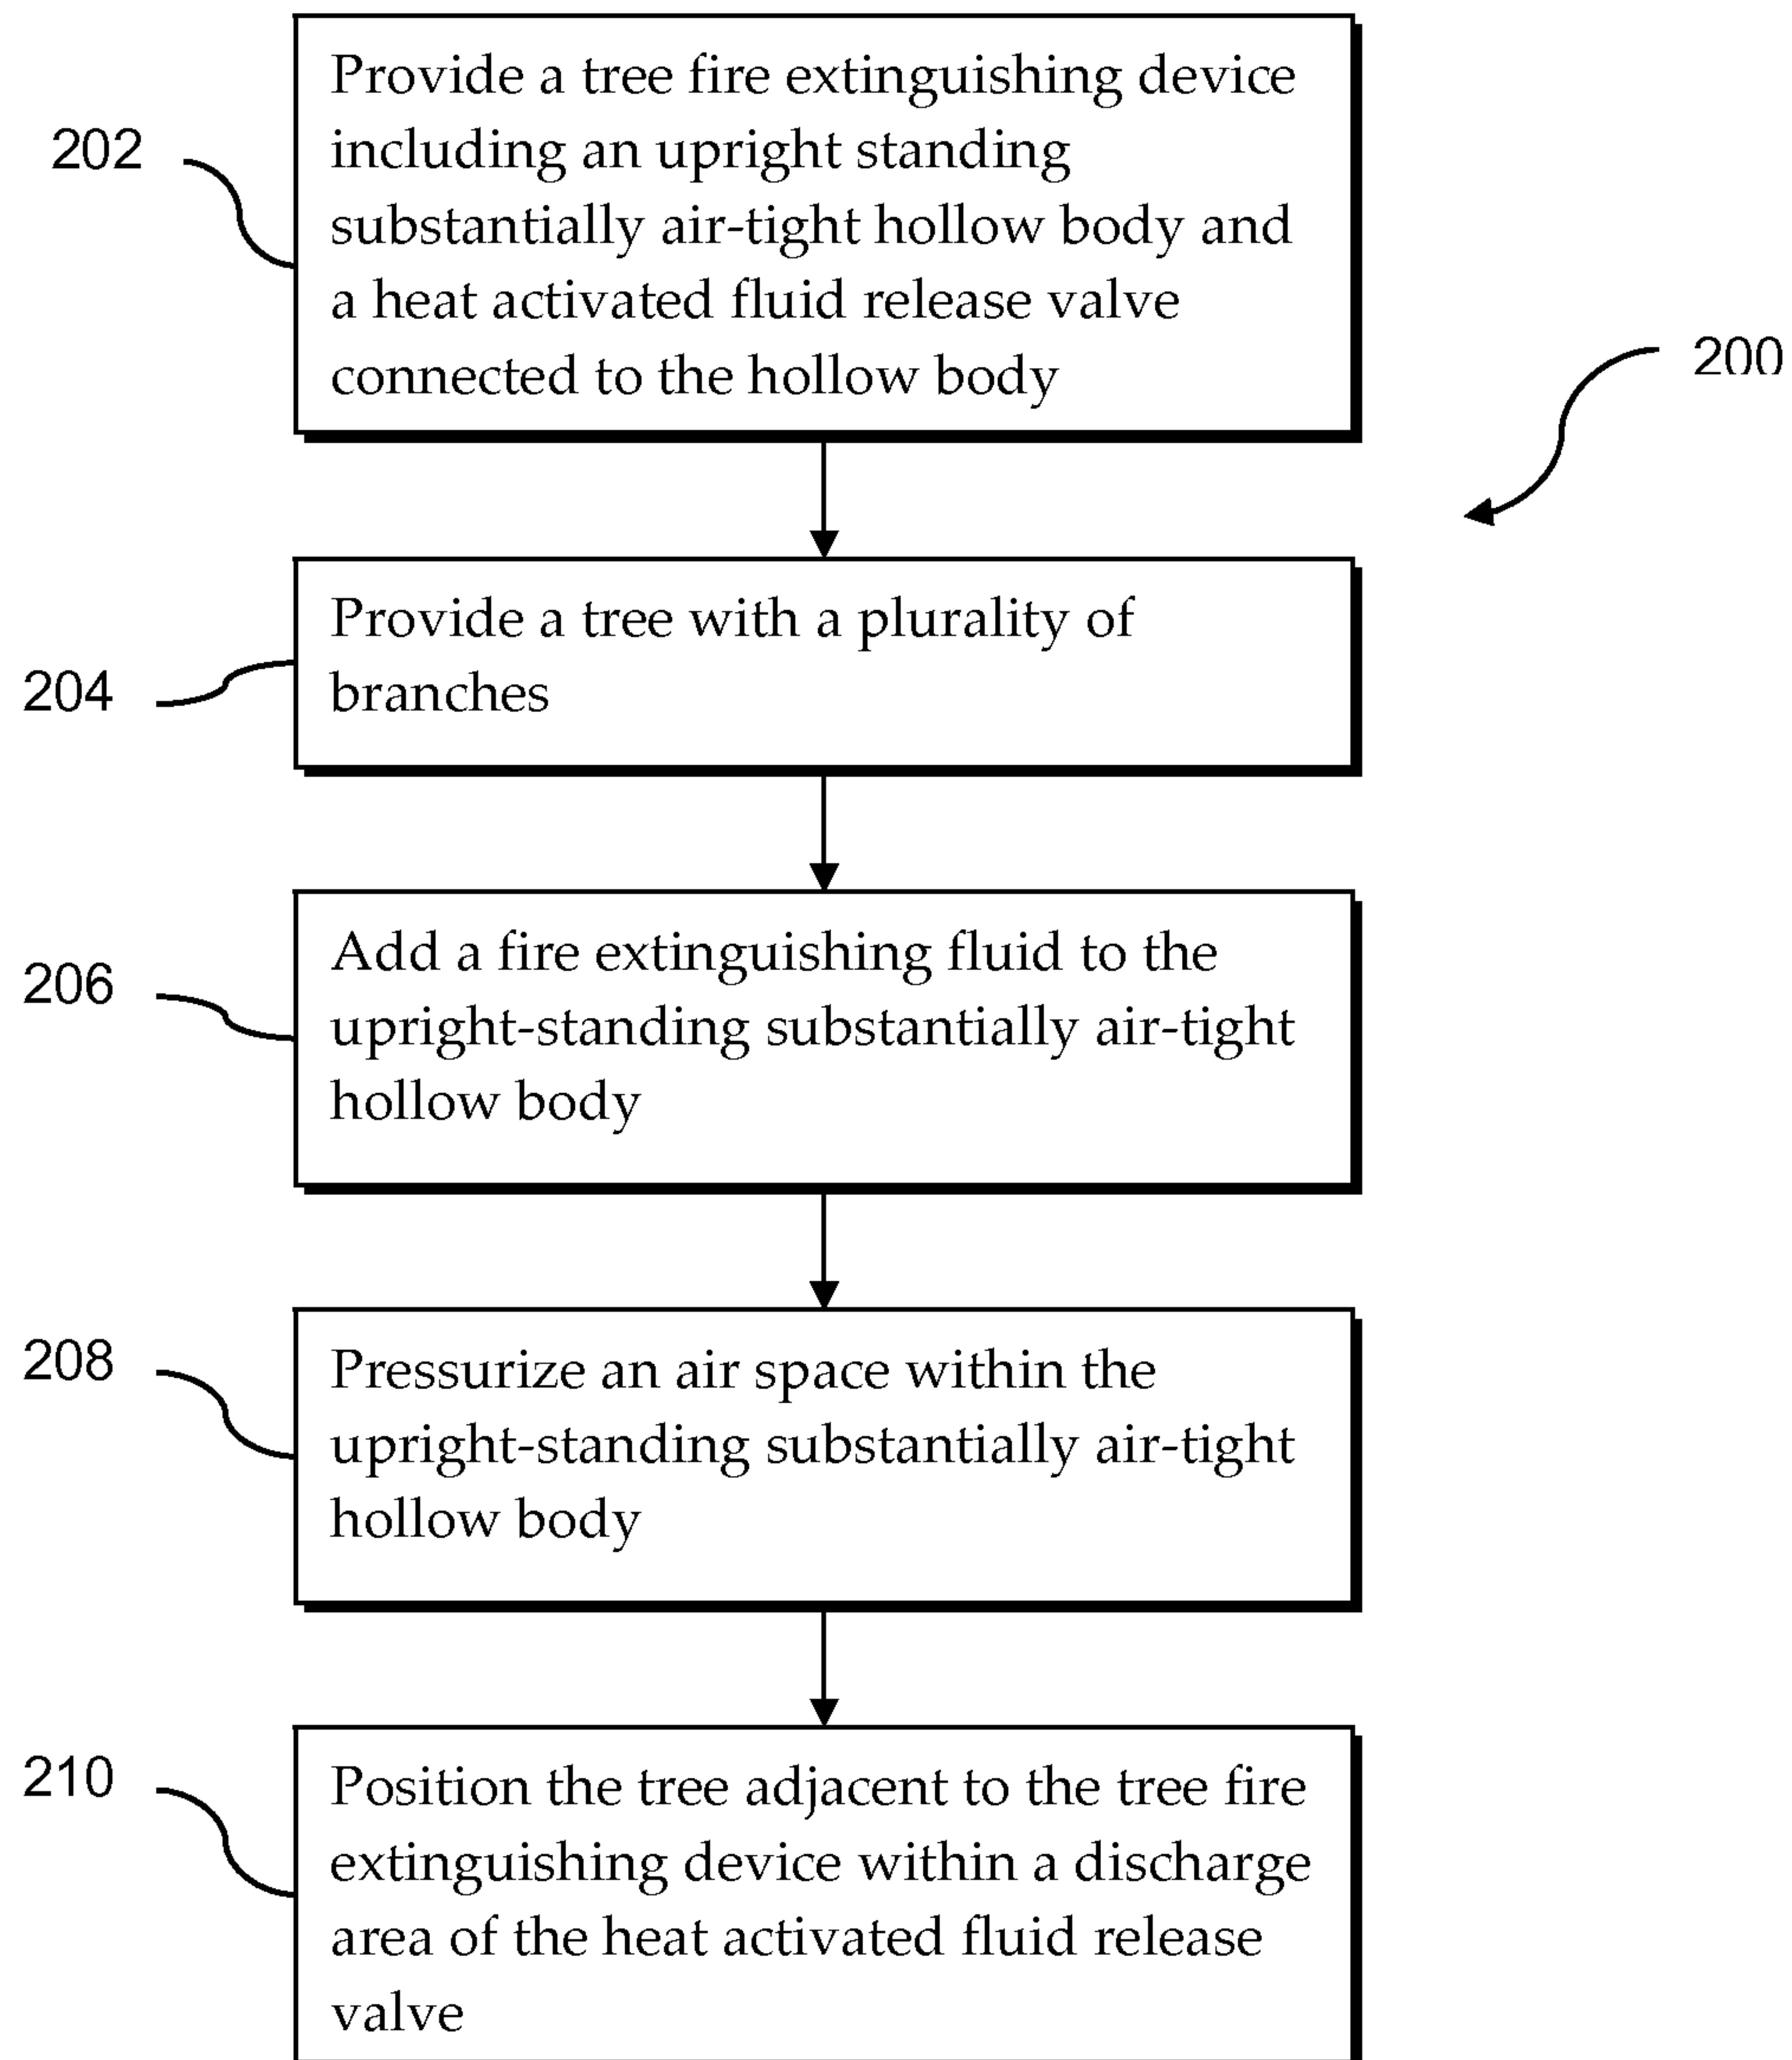 Provide a tree fire extinguishing device
including an upright standing
substantially air-tight hollow body and
a heat activated fluid release valve
connected to the hollow body
202
200
Provide a tree with a plurality of
branches
204
Add a fire extinguishing fluid to the
upright-standing substantially air-tight
hollow body
206
Pressurize an air space within the
upright-standing substantially air-tight
hollow body
208
Position the tree adjacent to the tree fire
extinguishing device within a discharge
area of the heat activated fluid release
valve
210